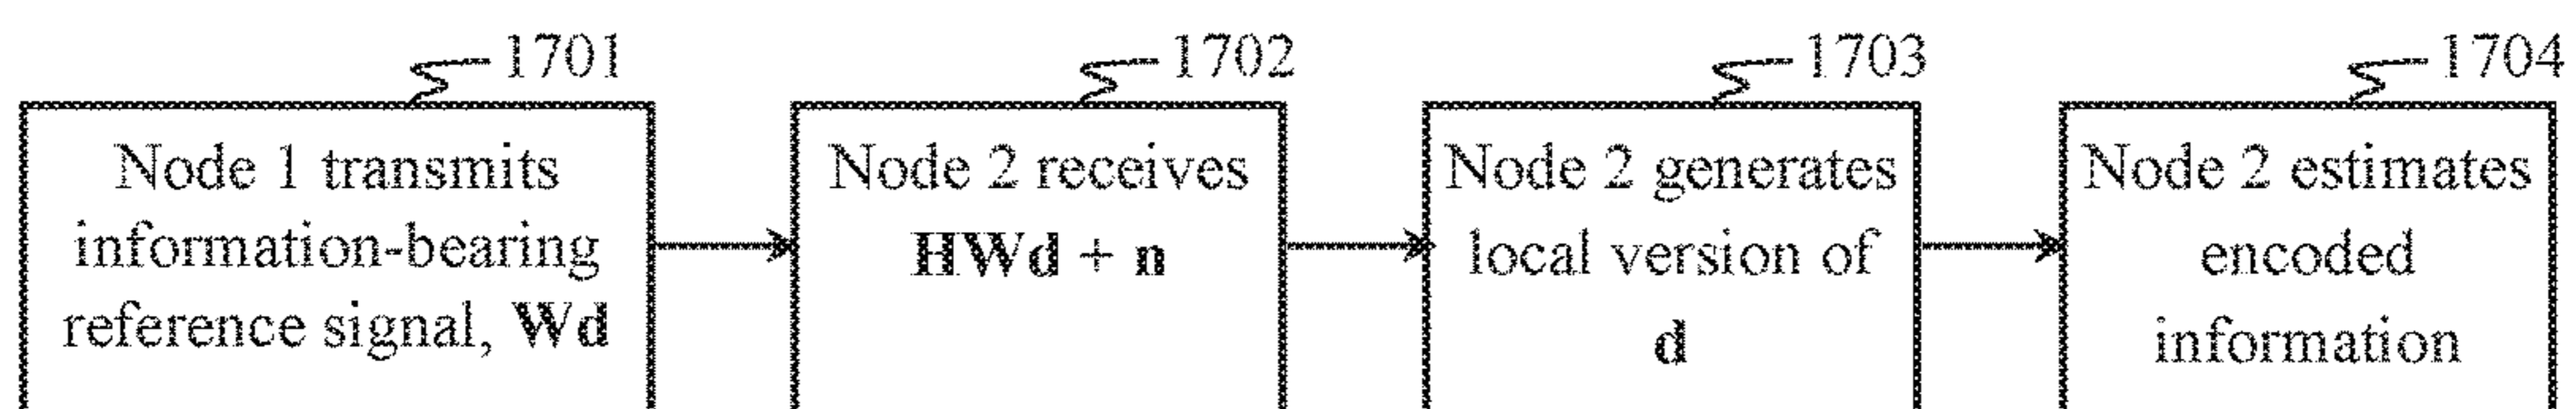 1701
1702
1703
1704
Node 1 transmits
information-bearing
reference signal, Wd
Node 2 receives
HWd + n
Node 2 generates
local version of
d
Node 2 estimates
encoded
information